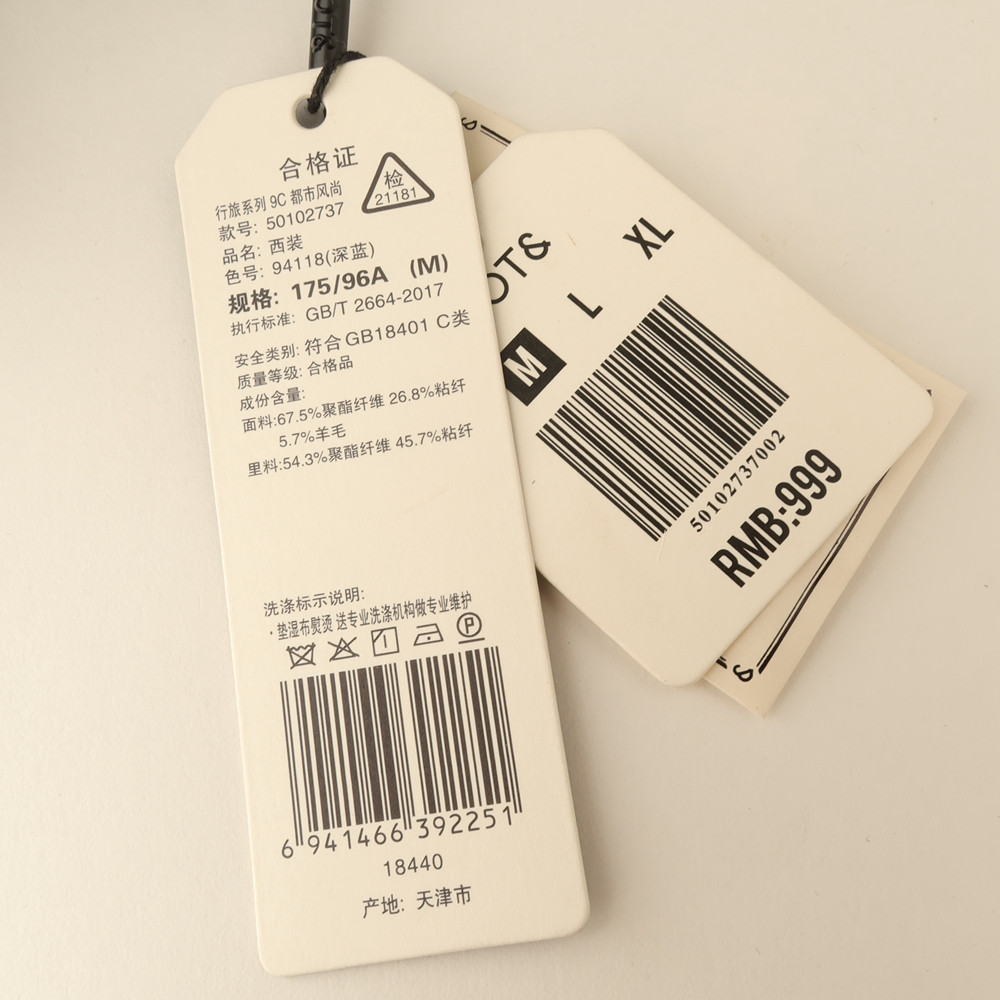 合格证
检
21181
行旅系列 9C 都市风尚
款号: 50102737
品名: 西装
色号: 94118(深蓝)
规格: 175/96A (M)
执行标准: GB/T 2664-2017
安全类别: 符合GB18401 C类
质量等级: 合格品
成份含量:
面料:67.5%聚酯纤维 26.8%粘纤
5.7%羊毛
里料:54.3%聚酯纤维 45.7%粘纤
洗涤标示说明:
·垫湿布熨烫 送专业洗涤机构做专业维护
P
6 941466 392251
18440
产地: 天津市
OT&
M L XL
50102737002
RMB:999
&
&
OT&